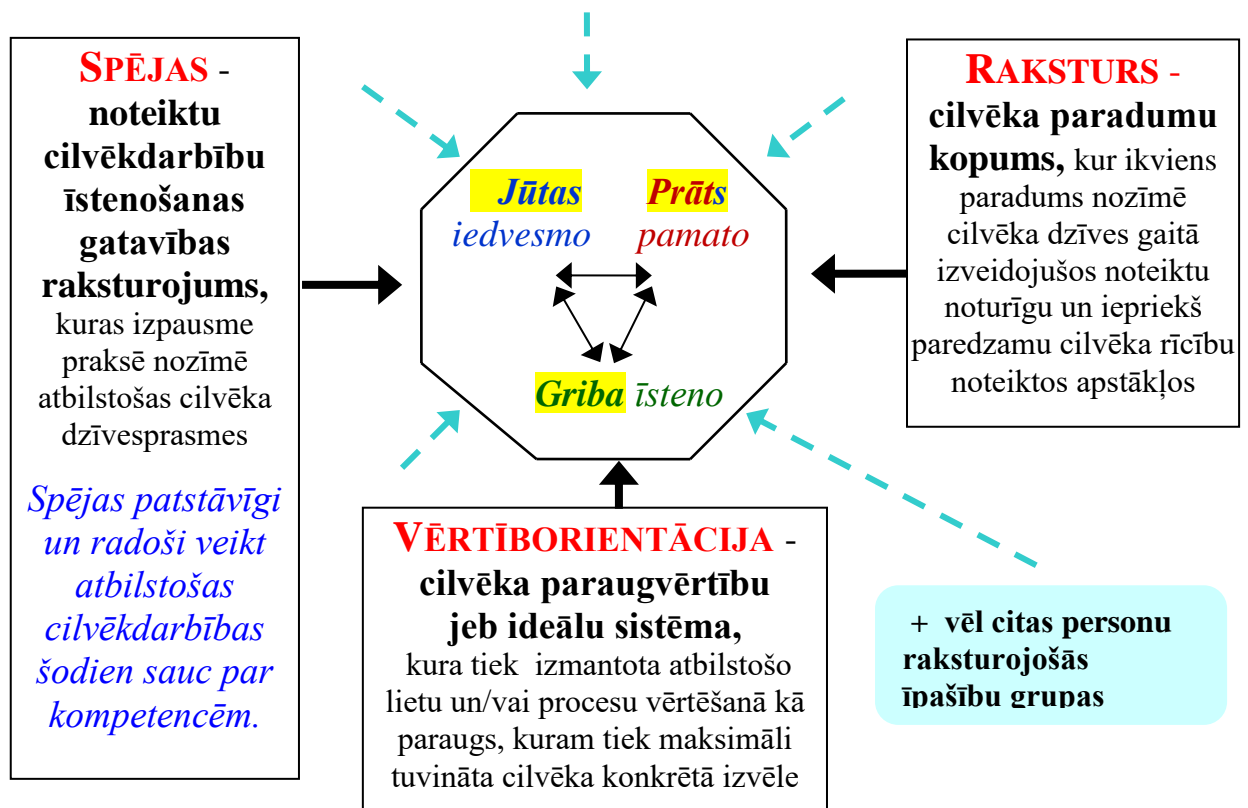 SPĒJAS -
noteiktu
cilvēkdarbību
īstenošanas
gatavības
raksturojums,
kuras izpausme
praksē nozīmē
atbilstošas cilvēka
dzīvesprasmes
Spējas patstāvīgi
un radoši veikt
atbilstošas
cilvēkdarbības
šodien sauc par
kompetencēm.
Jūtas Prāts
iedvesmo pamato
Griba īsteno
RAKSTURS -
cilvēka paradumu
kopums, kur ikviens
paradums nozīmē
cilvēka dzīves gaitā
izveidojušos noteiktu
noturīgu un iepriekš
paredzamu cilvēka rīcību
noteiktos apstākļos
VĒRTĪBORIENTĀCIJA -
cilvēka paraugvērtību
jeb ideālu sistēma,
kura tiek izmantota atbilstošo
lietu un/vai procesu vērtēšanā kā
paraugs, kuram tiek maksimāli
tuvināta cilvēka konkrētā izvēle
+ vēl citas personu
raksturojošās
īpašību grupas